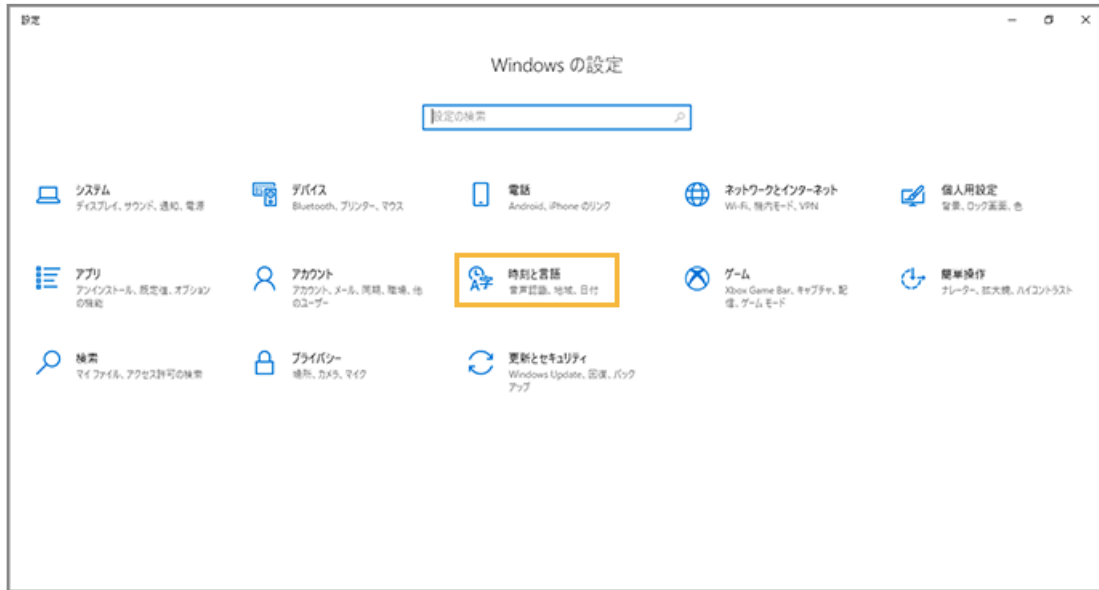 設定
Windows の設定
設定の検索
システム
ディスプレイ、サウンド、通知、電源
デバイス
Bluetooth、プリンター、マウス
電話
Android、iPhone のリンク
ネットワークとインターネット
Wi-Fi、機内モード、VPN
個人用設定
背景、ロック画面、色
アプリ
アンインストール、既定値、オプション
の機能
アカウント
アカウント、メール、同期、職場、他
のユーザー
時刻と言語
音声認識、地域、日付
ゲーム
Xbox Game Bar、キャプチャ、配
信、ゲーム モード
簡単操作
ナレーター、拡大鏡、ハイコントラスト
検索
マイ ファイル、アクセス許可の検索
プライバシー
場所、カメラ、マイク
更新とセキュリティ
Windows Update、回復、バック
アップ